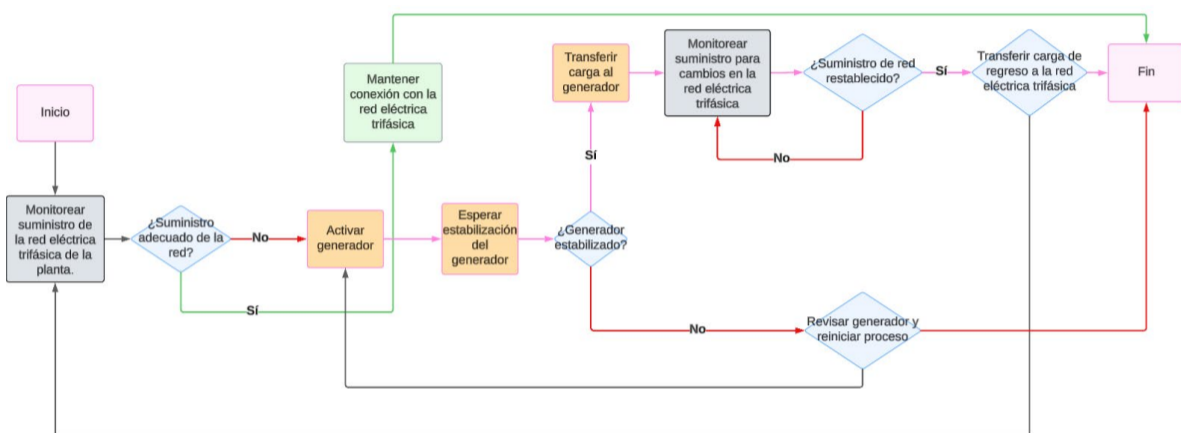 Inicio
Monitorear
suministro de
la red eléctrica
trifásica de la
planta.
¿Suministro
adecuado de la
red?
No
Sí
Activar
generador
Mantener
conexión con la
red eléctrica
trifásica
Esperar
estabilización
del
generador
¿Generador
estabilizado?
Sí
No
Transferir
carga al
generador
Monitorear
suministro para
cambios en la
red eléctrica
trifásica
¿Suministro de red
restablecido?
No
Sí
Transferir carga de
regreso a la red
eléctrica trifásica
Fin
Revisar generador y
reiniciar proceso